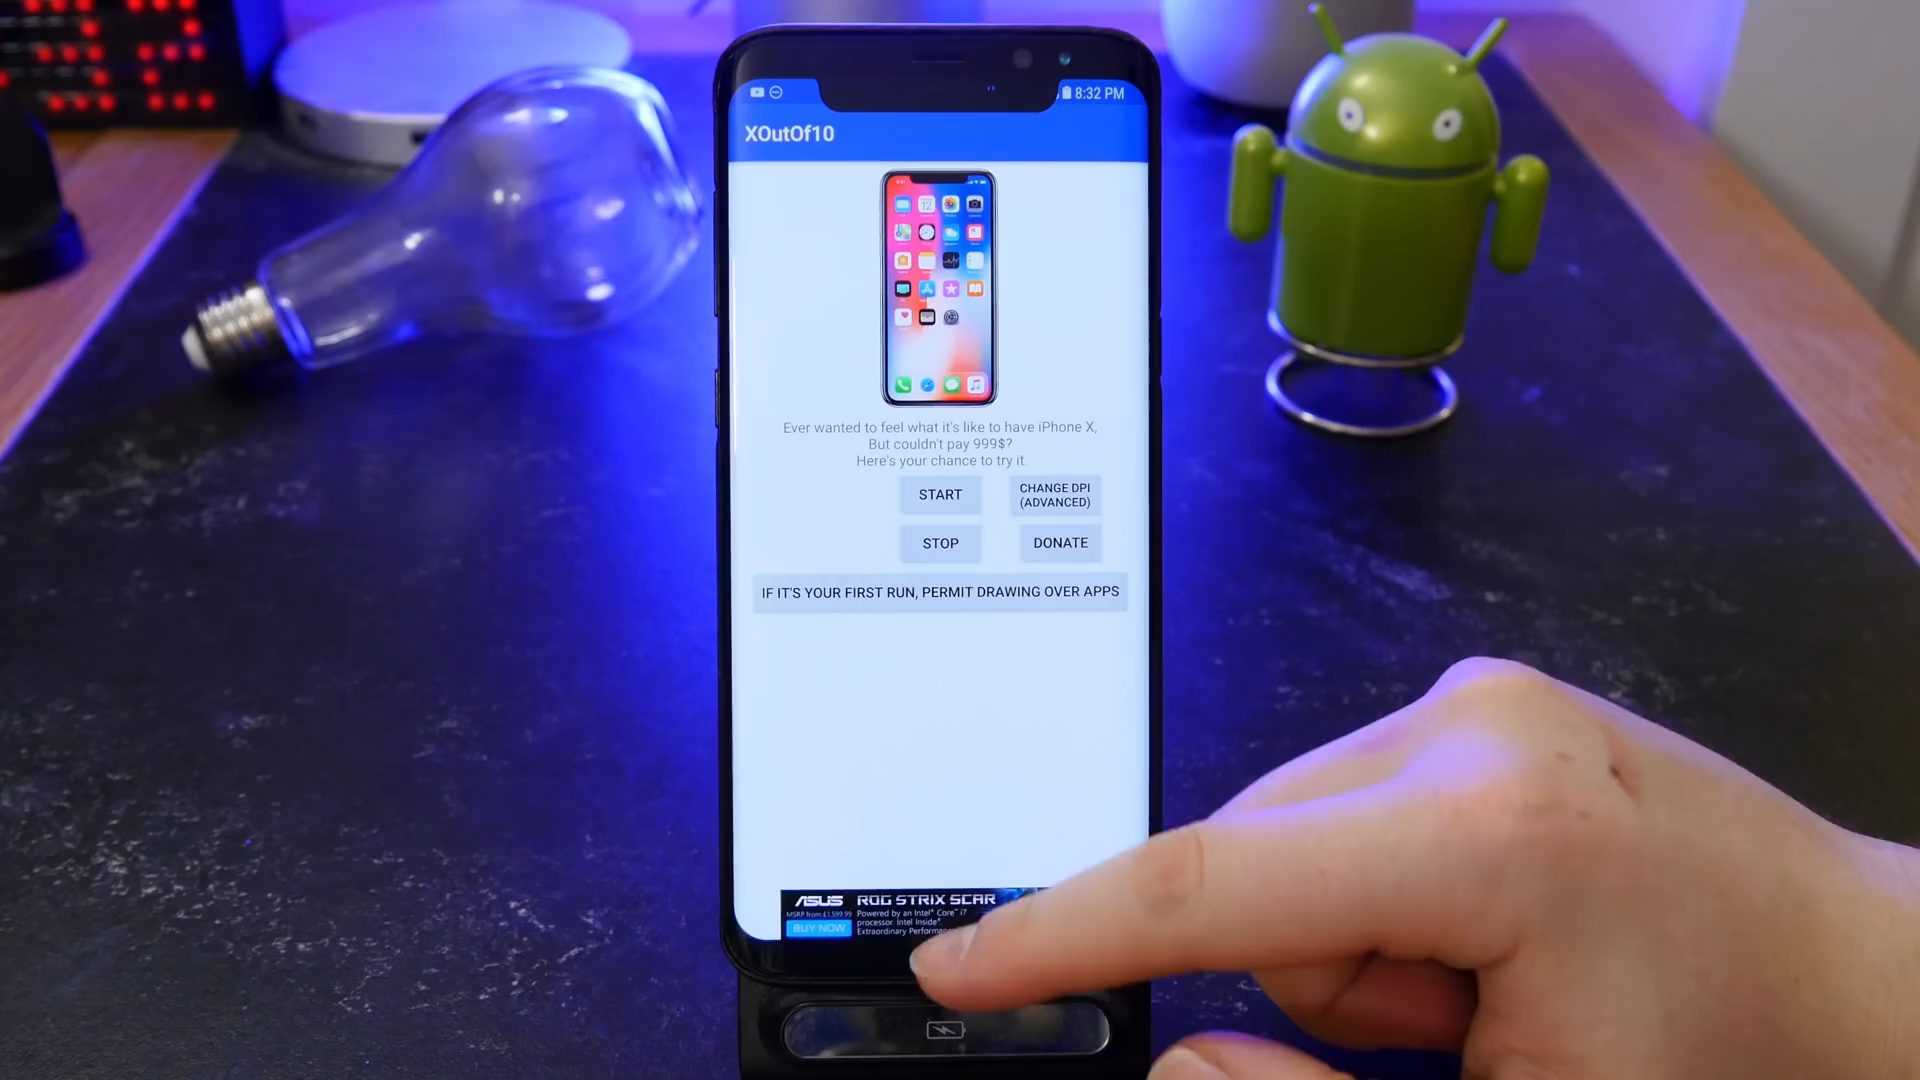 8:32 PM
XOutOf10
Ever wanted to feel what it's like to have iPhone X,
But couldn't pay 999$?
Here's your chance to try it.
START
CHANGE DPI
(ADVANCED)
STOP
DONATE
IF IT'S YOUR FIRST RUN, PERMIT DRAWING OVER APPS
ASUS
ROG STRIX SCAR
MSRP from £1,599.99
Powered by an Intel® Core™ i7
processor. Intel Inside®.
BUY NOW
Extraordinary